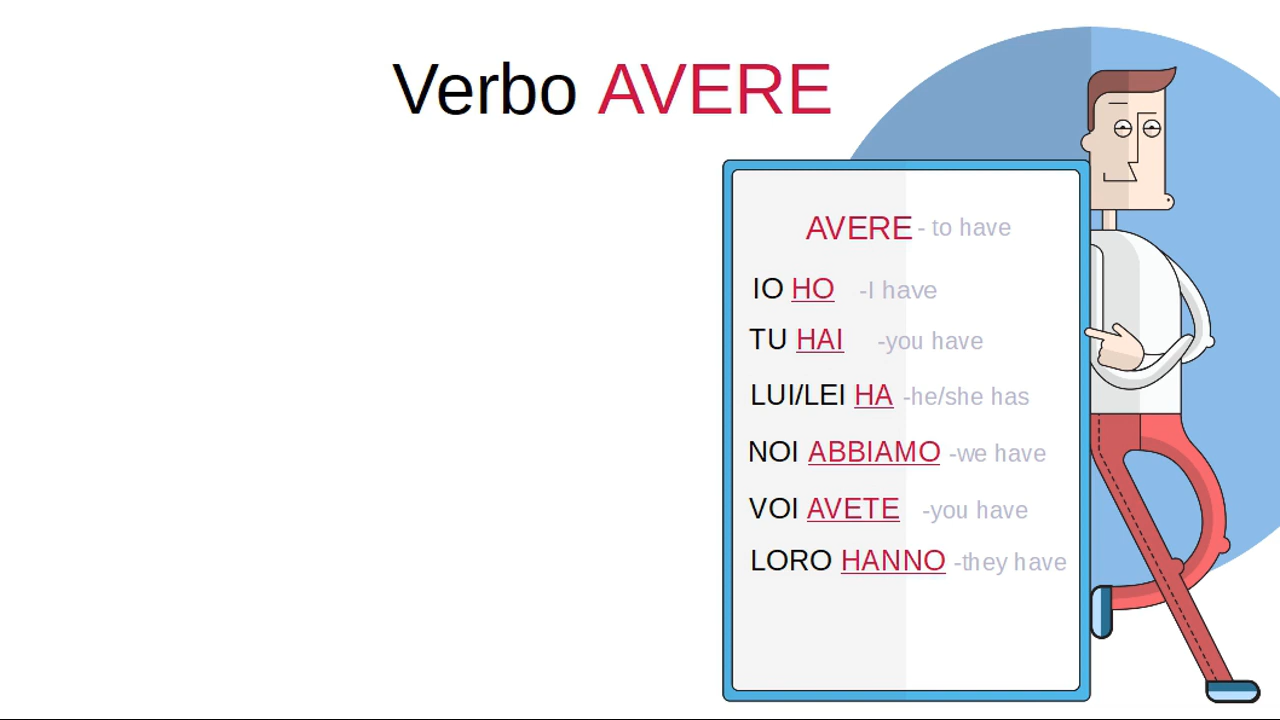 Verbo AVERE
AVERE - to have
IO HO -I have
TU HAI -you have
LUI/LEI HA -he/she has
NOI ABBIAMO -we have
VOI AVETE -you have
LORO HANNO -they have